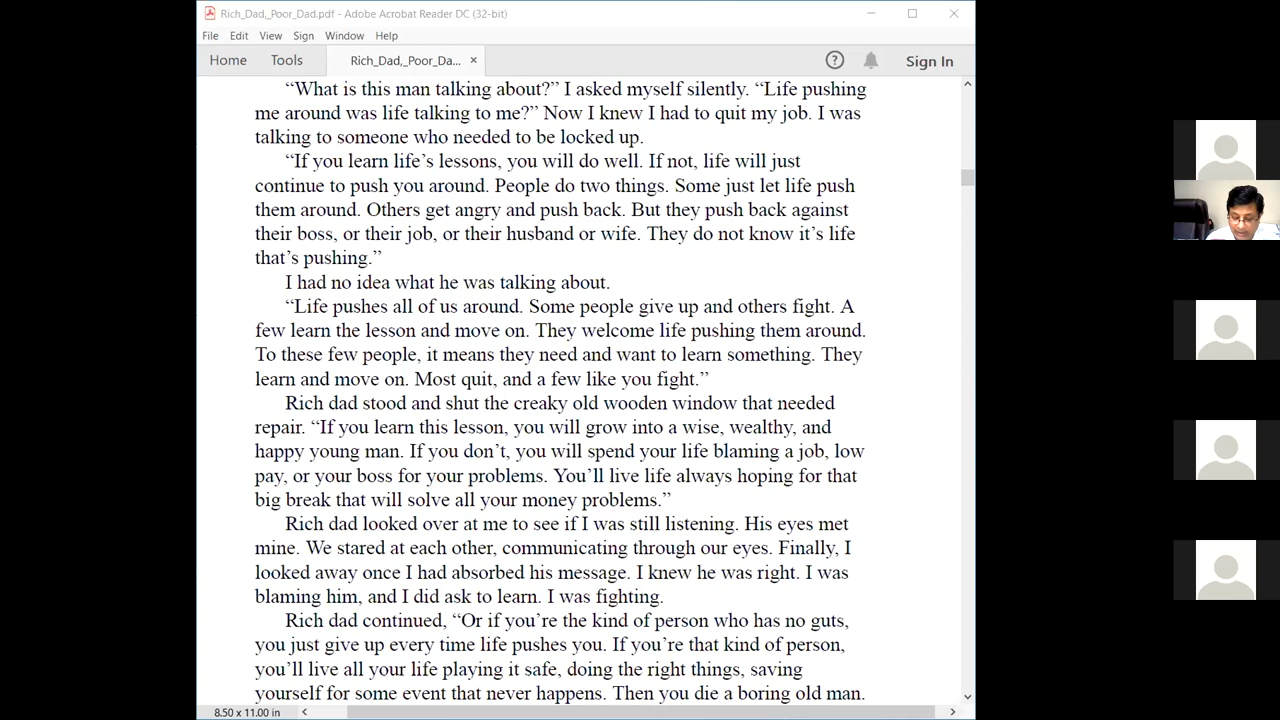 Rich_Dad,_Poor_Dad.pdf - Adobe Acrobat Reader DC (32-bit)
File Edit View Sign Window Help
Home Tools Rich_Dad,_Poor_Da... × Sign In
“What is this man talking about?” I asked myself silently. “Life pushing
me around was life talking to me?” Now I knew I had to quit my job. I was
talking to someone who needed to be locked up.
“If you learn life’s lessons, you will do well. If not, life will just
continue to push you around. People do two things. Some just let life push
them around. Others get angry and push back. But they push back against
their boss, or their job, or their husband or wife. They do not know it’s life
that’s pushing.”
I had no idea what he was talking about.
“Life pushes all of us around. Some people give up and others fight. A
few learn the lesson and move on. They welcome life pushing them around.
To these few people, it means they need and want to learn something. They
learn and move on. Most quit, and a few like you fight.”
Rich dad stood and shut the creaky old wooden window that needed
repair. “If you learn this lesson, you will grow into a wise, wealthy, and
happy young man. If you don’t, you will spend your life blaming a job, low
pay, or your boss for your problems. You’ll live life always hoping for that
big break that will solve all your money problems.”
Rich dad looked over at me to see if I was still listening. His eyes met
mine. We stared at each other, communicating through our eyes. Finally, I
looked away once I had absorbed his message. I knew he was right. I was
blaming him, and I did ask to learn. I was fighting.
Rich dad continued, “Or if you’re the kind of person who has no guts,
you just give up every time life pushes you. If you’re that kind of person,
you’ll live all your life playing it safe, doing the right things, saving
yourself for some event that never happens. Then you die a boring old man.
8.50 x 11.00 in